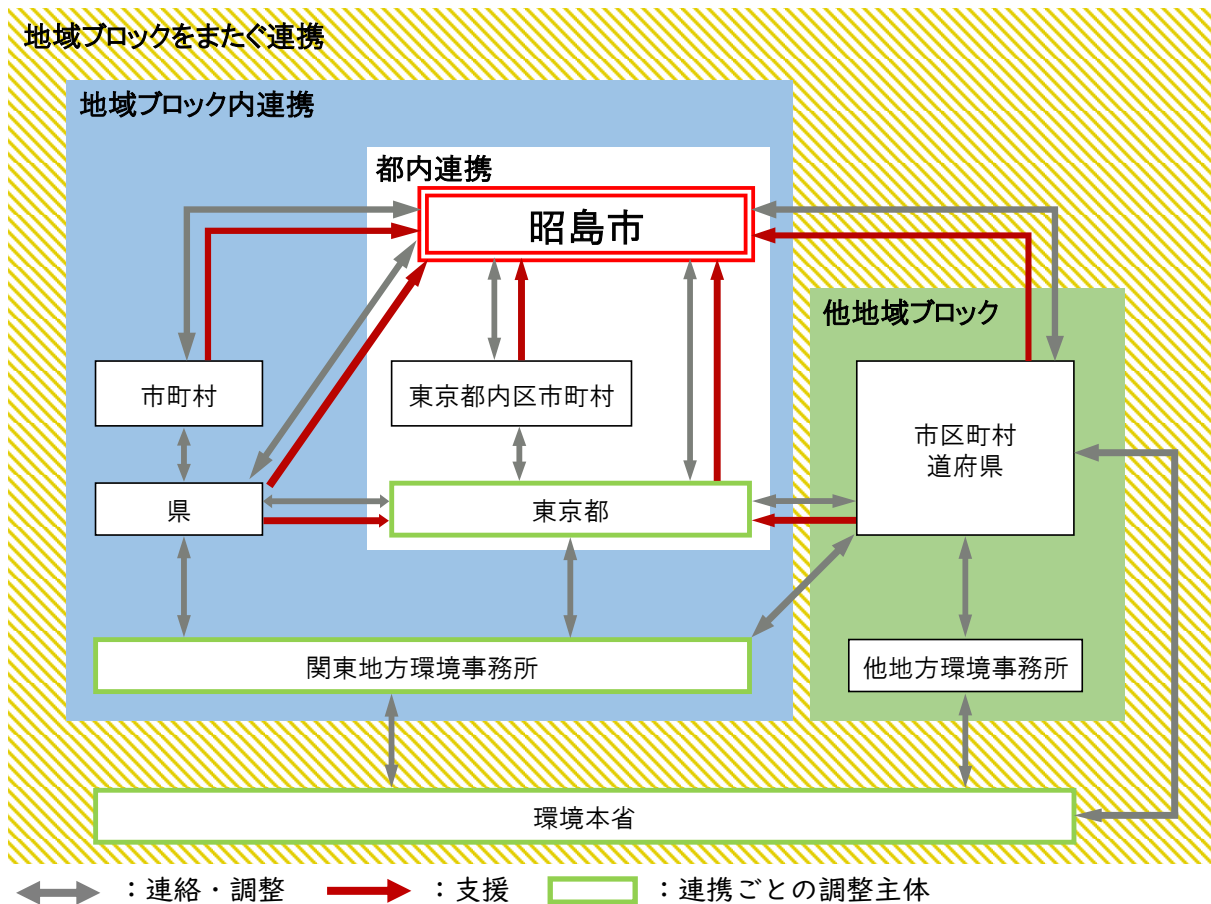 地域ブロックをまたぐ連携
地域ブロック内連携
都内連携
昭島市
他地域ブロック
市町村
東京都内区市町村
市区町村
道府県
県
東京都
関東地方環境事務所
他地方環境事務所
環境本省
：連絡・調整
：支援
：連携ごとの調整主体